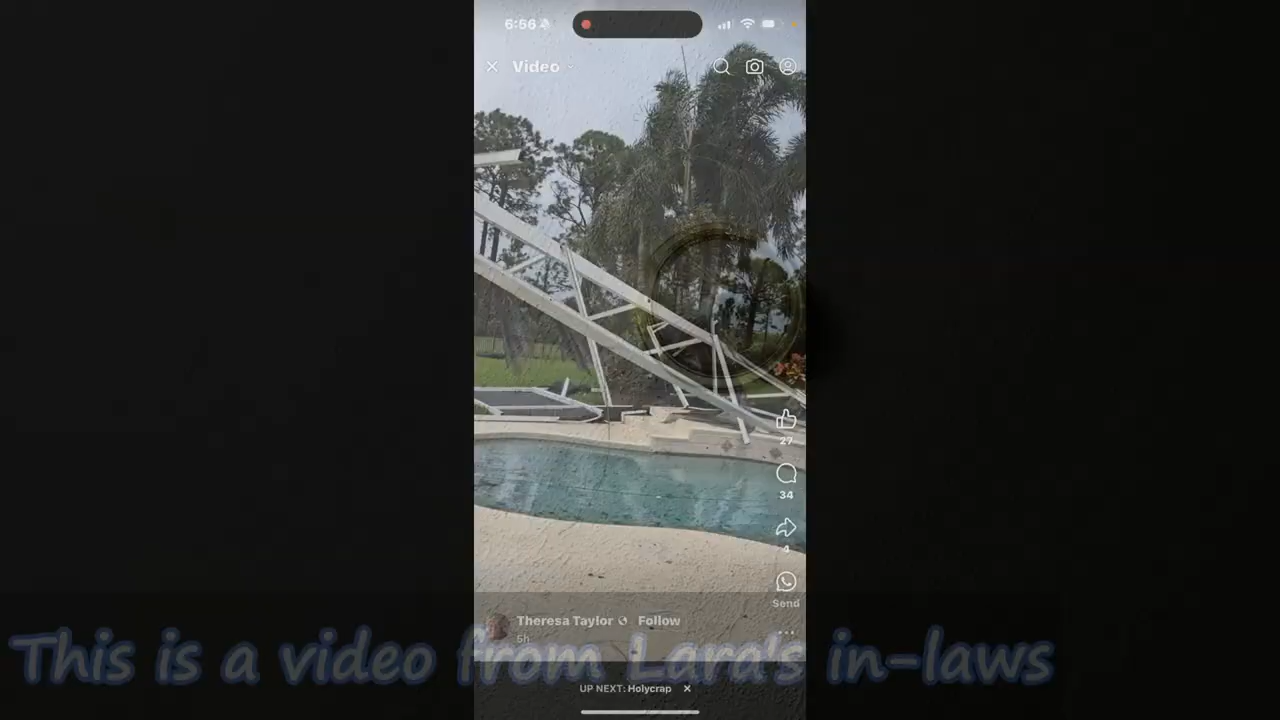 6:56
Video
27
34
4
Send
Theresa Taylor Follow
5h
This is a video from Lara's in-laws
UP NEXT: Holycrap